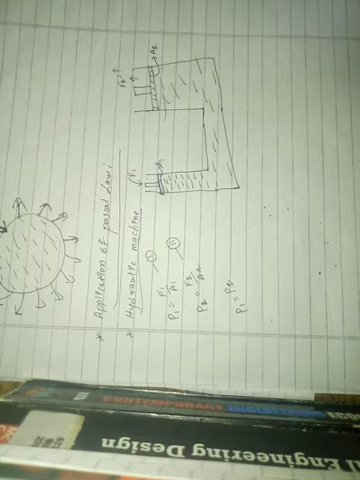 * Application of pascal Law:
* Hydraulic machine
F1
A1
F2 = ?
A2
P1 = F1/A1 — (i)
P2 = F2/A2 — (ii)
P1 = P2
l Engineering Design